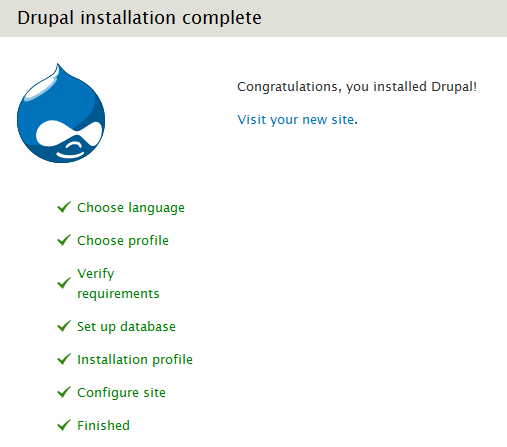 Drupal installation complete
Congratulations, you installed Drupal!
Visit your new site.
Choose language
Choose profile
Verify
requirements
Set up database
Installation profile
Configure site
Finished